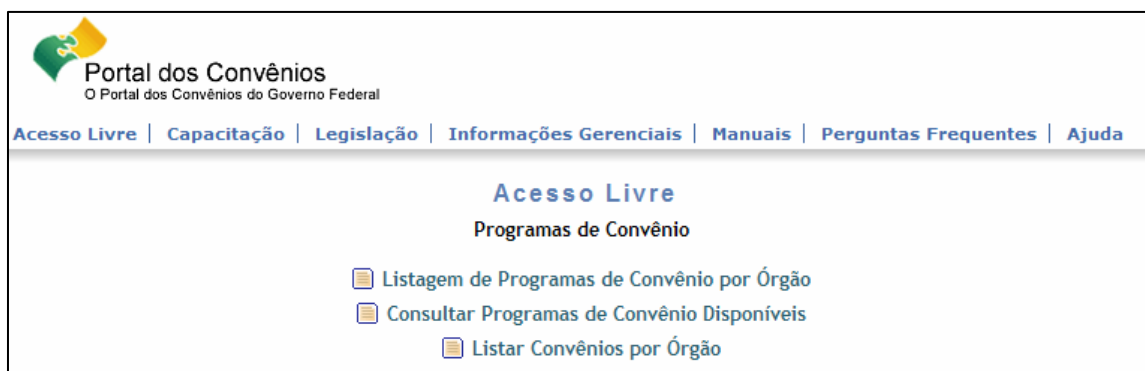 Portal dos Convênios
O Portal dos Convênios do Governo Federal
Acesso Livre | Capacitação | Legislação | Informações Gerenciais | Manuais | Perguntas Frequentes | Ajuda
Acesso Livre
Programas de Convênio
Listagem de Programas de Convênio por Órgão
Consultar Programas de Convênio Disponíveis
Listar Convênios por Órgão